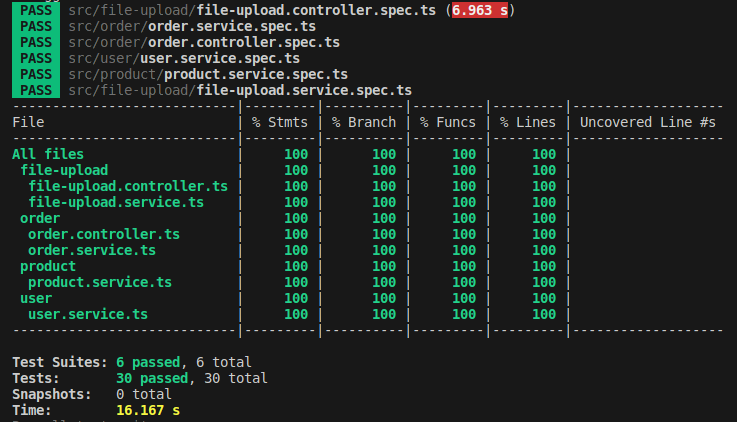 PASS src/file-upload/file-upload.controller.spec.ts (6.963 s)
PASS src/order/order.service.spec.ts
PASS src/order/order.controller.spec.ts
PASS src/user/user.service.spec.ts
PASS src/product/product.service.spec.ts
PASS src/file-upload/file-upload.service.spec.ts
----------------------------|---------|----------|---------|---------|-------------------
File                        | % Stmts | % Branch | % Funcs | % Lines | Uncovered Line #s
----------------------------|---------|----------|---------|---------|-------------------
All files                   |     100 |      100 |     100 |     100 |
 file-upload                |     100 |      100 |     100 |     100 |
  file-upload.controller.ts |     100 |      100 |     100 |     100 |
  file-upload.service.ts    |     100 |      100 |     100 |     100 |
 order                      |     100 |      100 |     100 |     100 |
  order.controller.ts       |     100 |      100 |     100 |     100 |
  order.service.ts          |     100 |      100 |     100 |     100 |
 product                    |     100 |      100 |     100 |     100 |
  product.service.ts        |     100 |      100 |     100 |     100 |
 user                       |     100 |      100 |     100 |     100 |
  user.service.ts           |     100 |      100 |     100 |     100 |
----------------------------|---------|----------|---------|---------|-------------------
Test Suites: 6 passed, 6 total
Tests:       30 passed, 30 total
Snapshots:   0 total
Time:        16.167 s